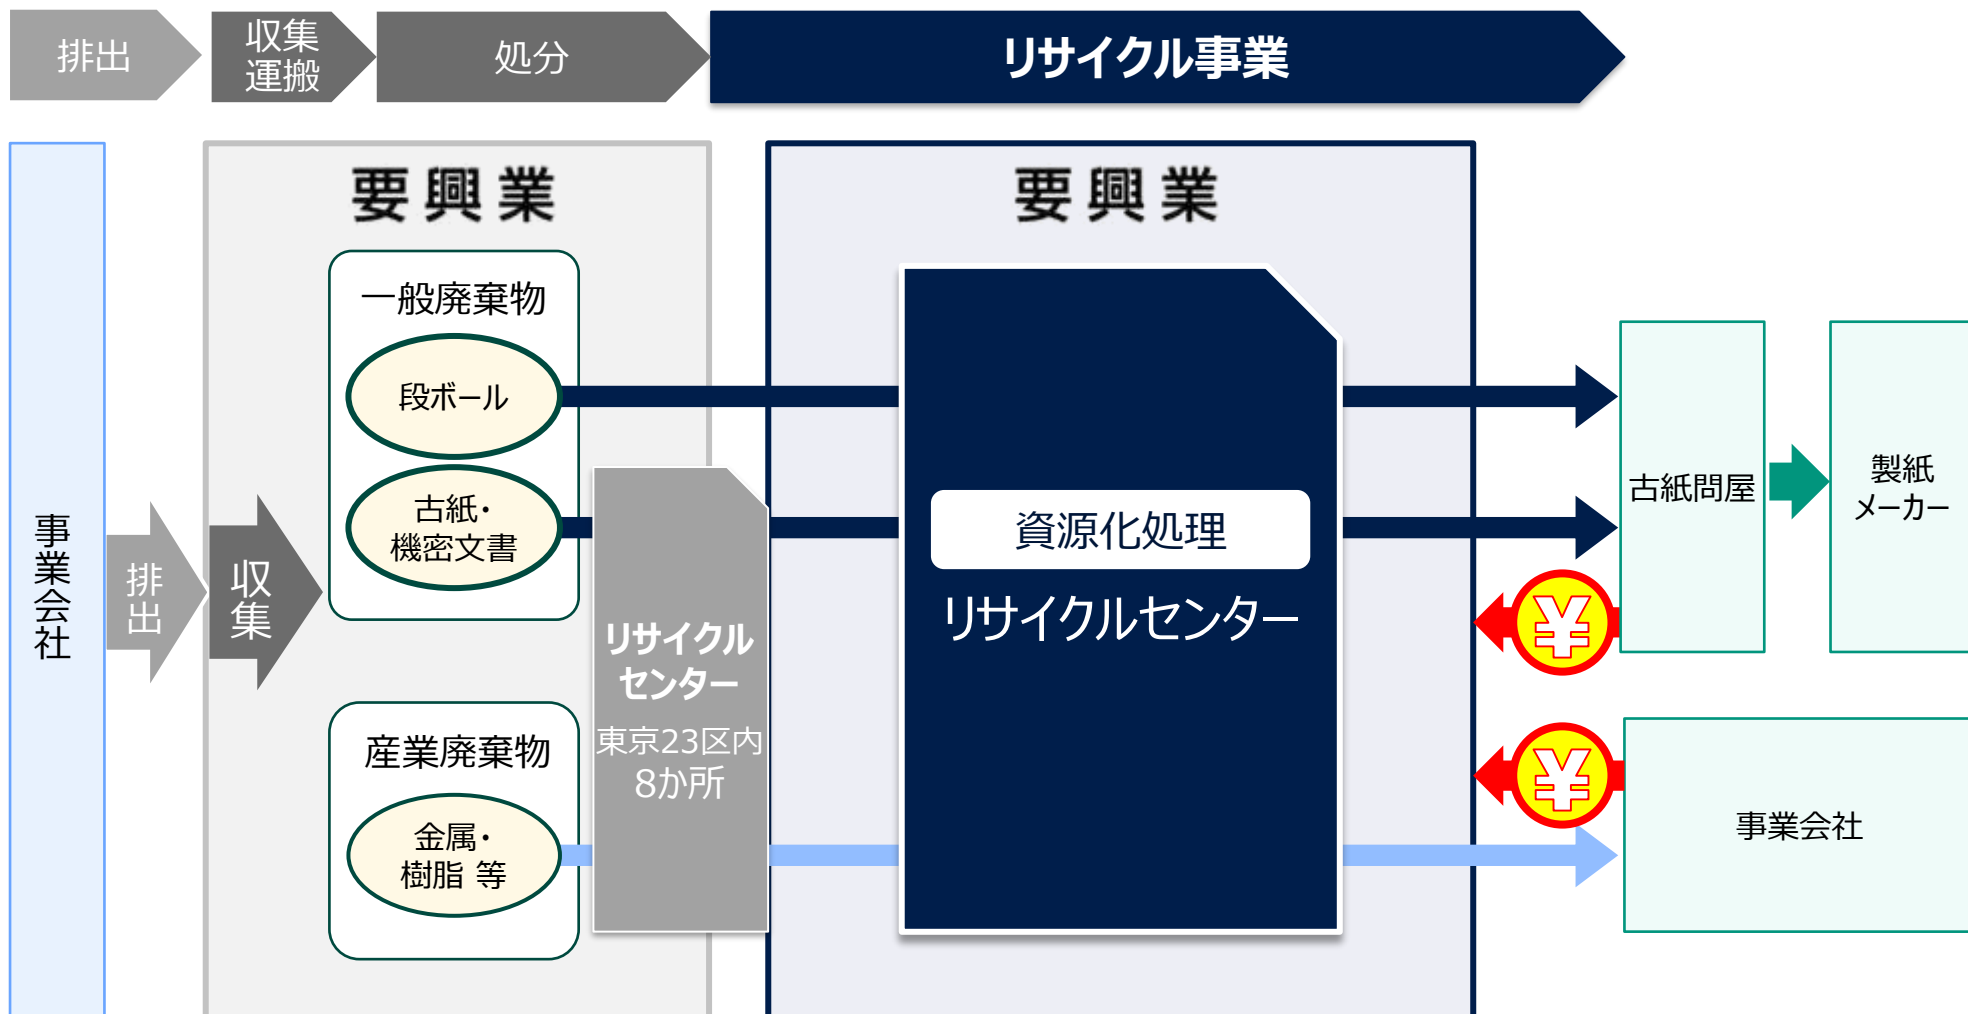 排出
収集
運搬
処分
リサイクル事業
事業会社
排出
収集
要興業
一般廃棄物
段ボール
古紙・
機密文書
産業廃棄物
金属・
樹脂 等
リサイクル
センター
東京23区内
8か所
要興業
資源化処理
リサイクルセンター
古紙問屋
製紙
メーカー
¥
¥
事業会社